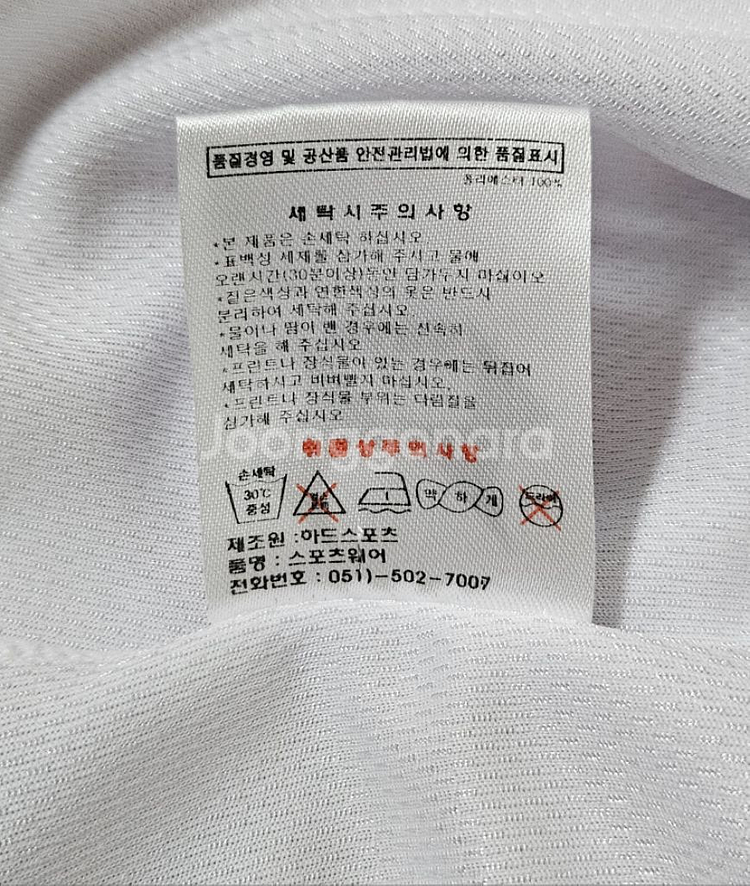 품질경영 및 공산품 안전관리법에 의한 품질표시
폴리에스터 100%
세탁시주의사항
*본 제품은 손세탁 하십시오
*표백성 세제를 삼가해 주시고 물에
오랜시간(30분이상)동안 담가두지 마십이오
*짙은색상과 연한색상의 옷은 반드시
분리하여 세탁해 주십시오.
*물이나 땀이 밴 경우에는 신속히
세탁을 해 주십시오
*프린트나 장식물이 있는 경우에는 뒤집어
세탁하시고 비벼빨지 마십시오.
*프린트나 장식물 부위는 다림질을
삼가해 주십시오
취급상주의사항
손세탁
30℃
중성
염소
표백
1
약하게
드라이
제조원 :하드스포츠
품명 : 스포츠웨어
전화번호 : 051)-502-7007
Joonggonara